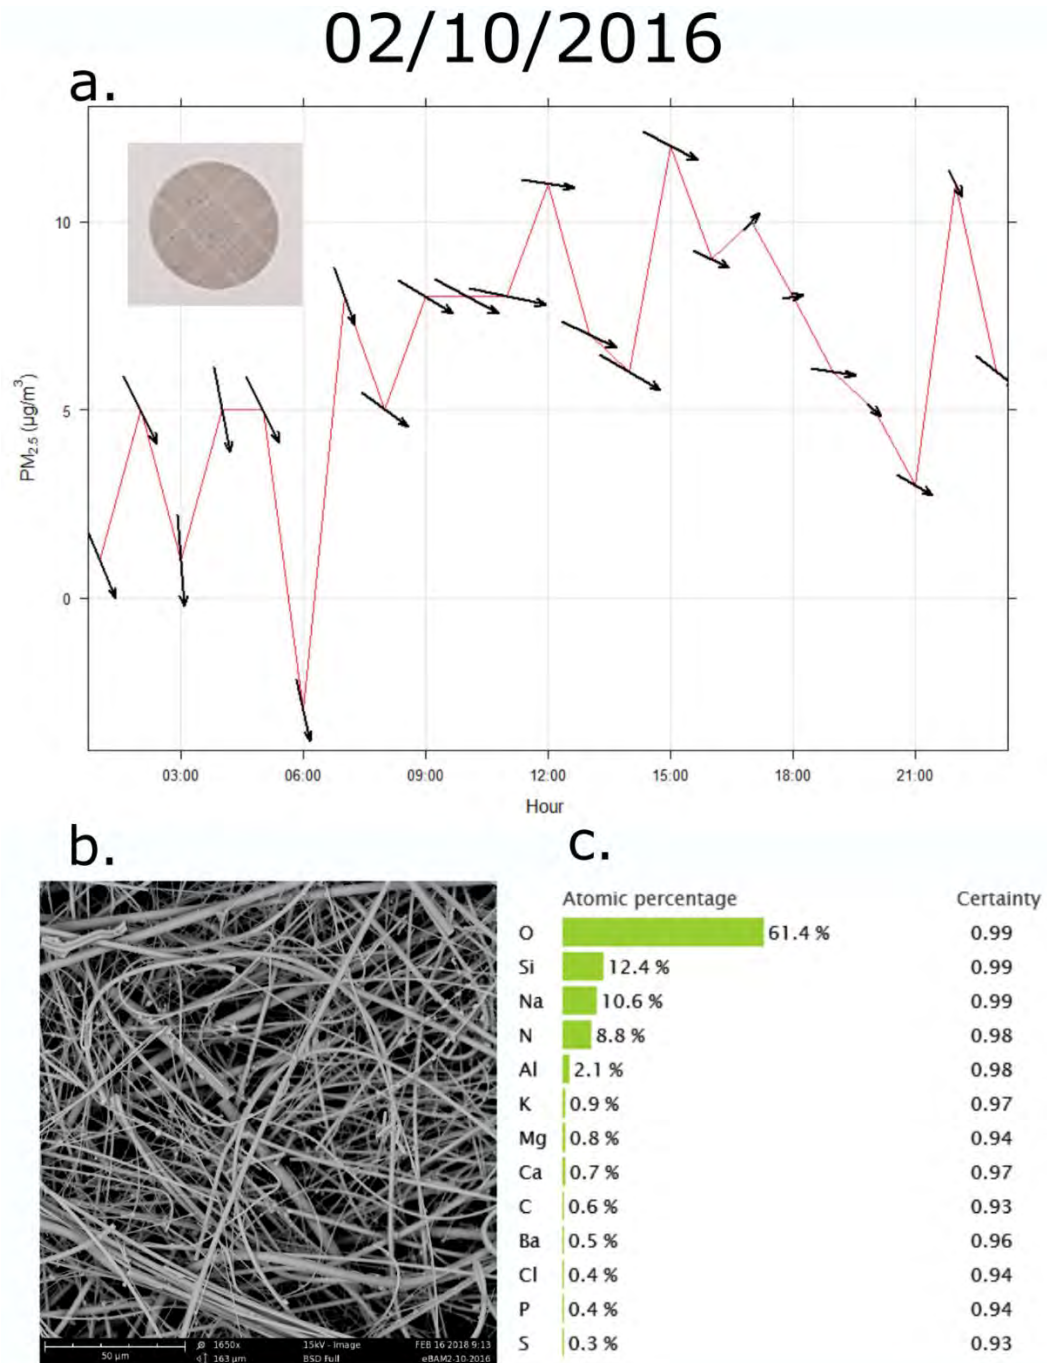 02/10/2016
a.
10
5
0
PM2.5 (µg/m3)
03:00 06:00 09:00 12:00 15:00 18:00 21:00
Hour
b.
c.
Atomic percentage Certainty
O 61.4 % 0.99
Si 12.4 % 0.99
Na 10.6 % 0.99
N 8.8 % 0.98
Al 2.1 % 0.98
K 0.9 % 0.97
Mg 0.8 % 0.94
Ca 0.7 % 0.97
C 0.6 % 0.93
Ba 0.5 % 0.96
Cl 0.4 % 0.94
P 0.4 % 0.94
S 0.3 % 0.93
1650x 15kV - Image FEB 16 2018 9:13
50 µm 163 µm BSD Full eBAM2-10-2016